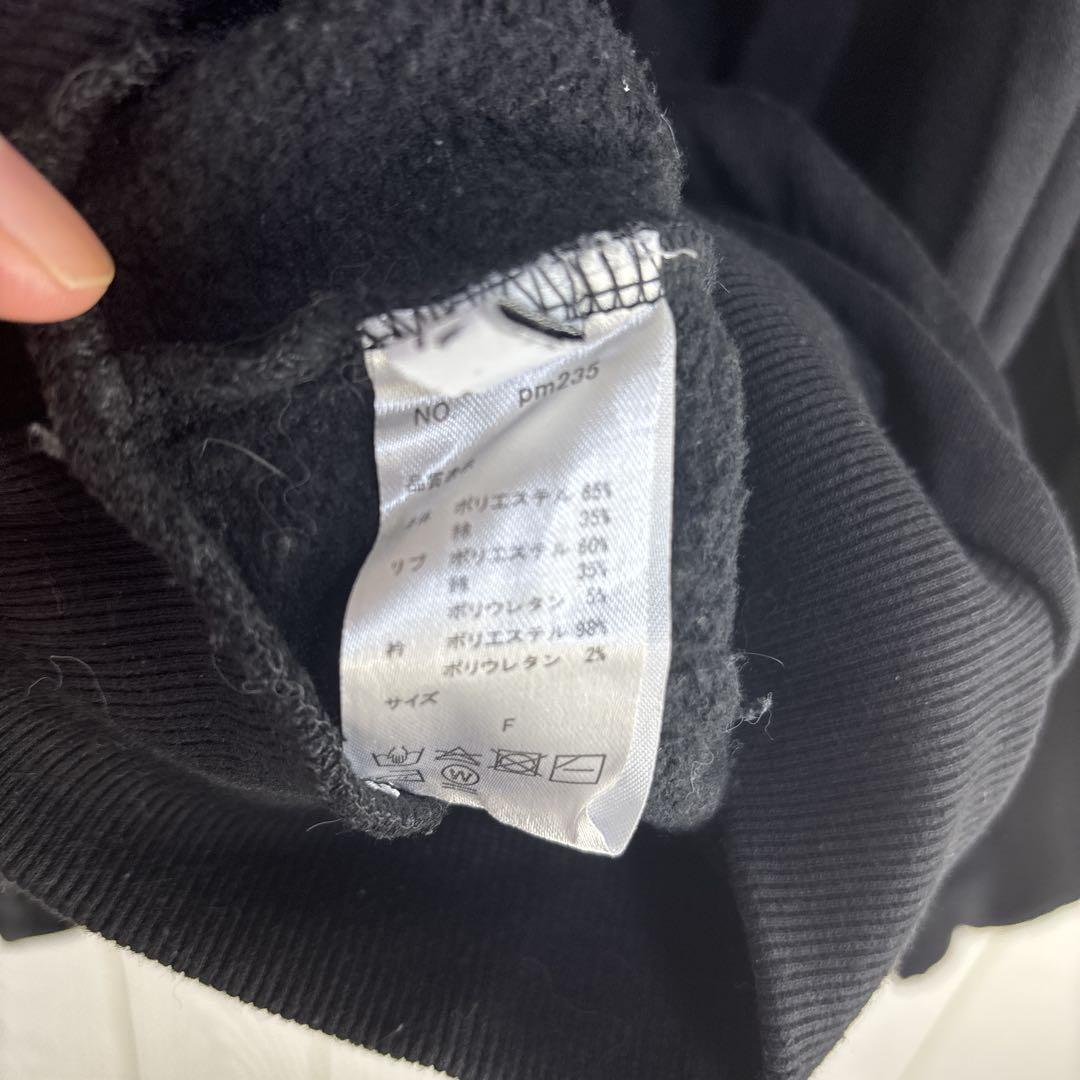 NO pm235
品質表示
ポリエステル 65%
綿 35%
リブ ポリエステル 60%
綿 35%
ポリウレタン 5%
衿 ポリエステル 98%
ポリウレタン 2%
サイズ
F